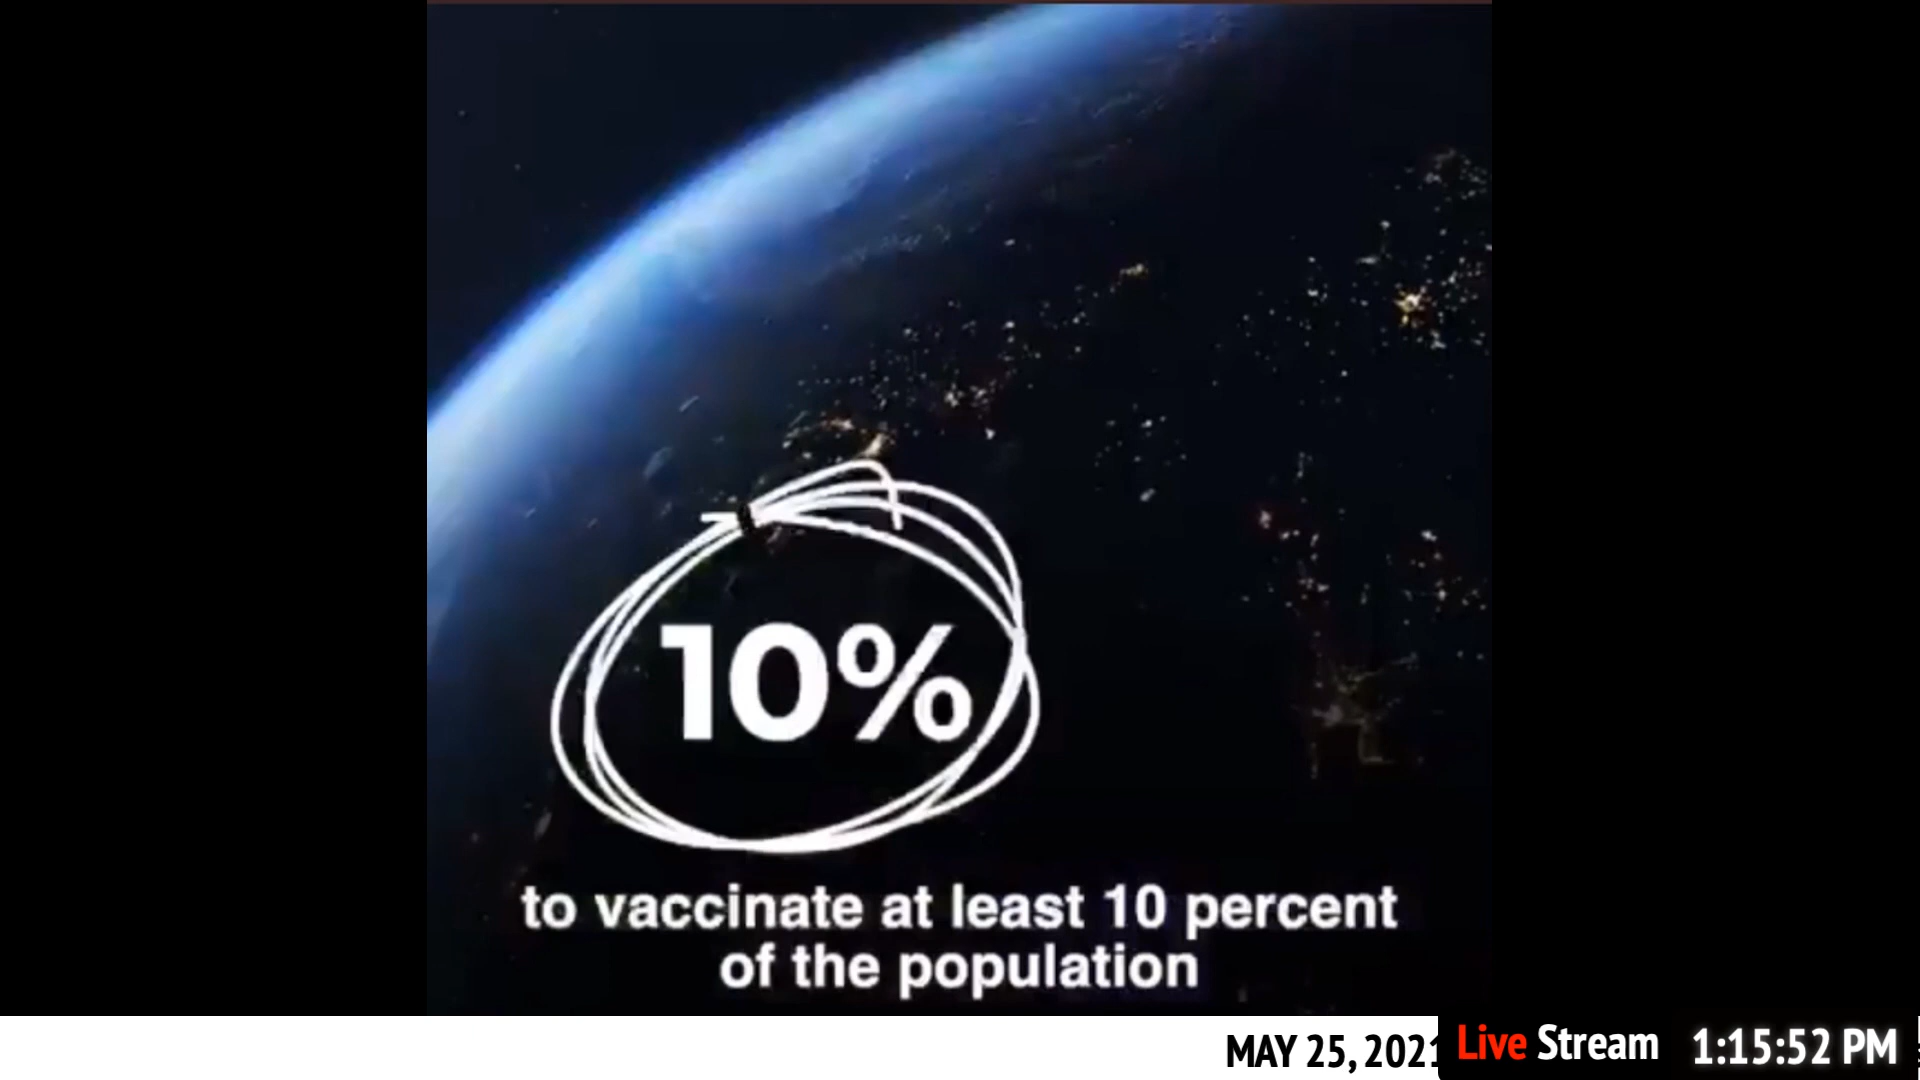 10%
to vaccinate at least 10 percent
of the population
MAY 25, 2021
Live Stream 1:15:52 PM